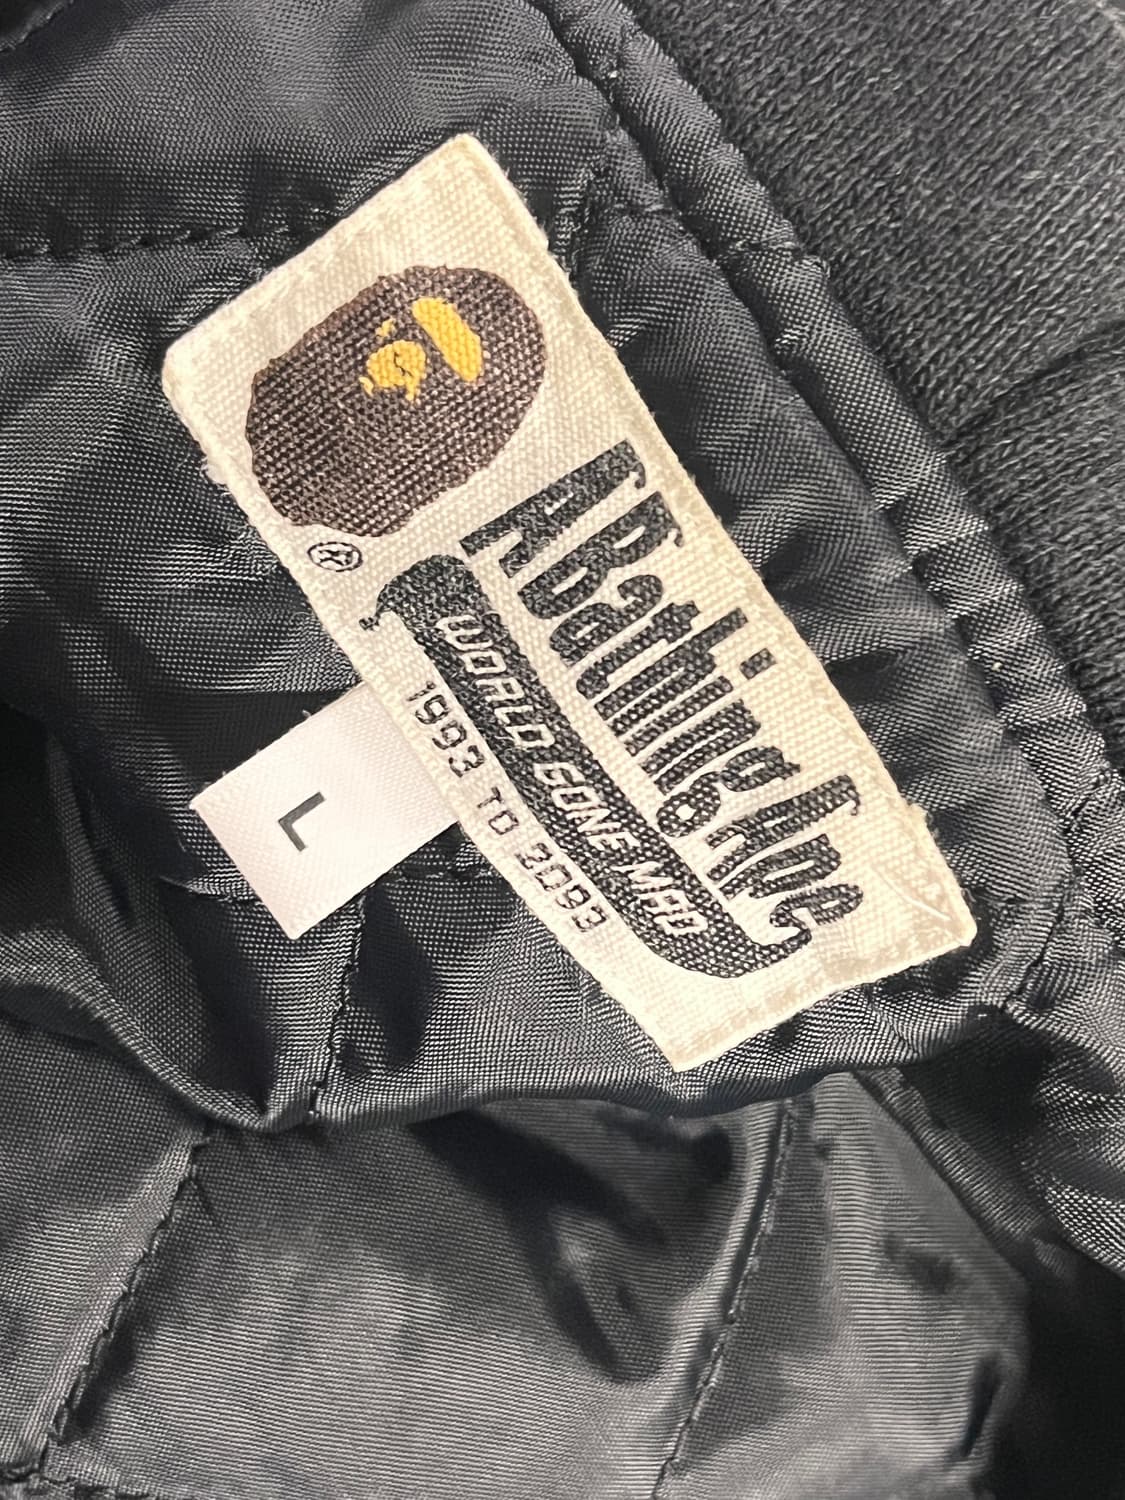 ®
A Bathing Ape
WORLD GONE MAD
1993 TO 2093
L